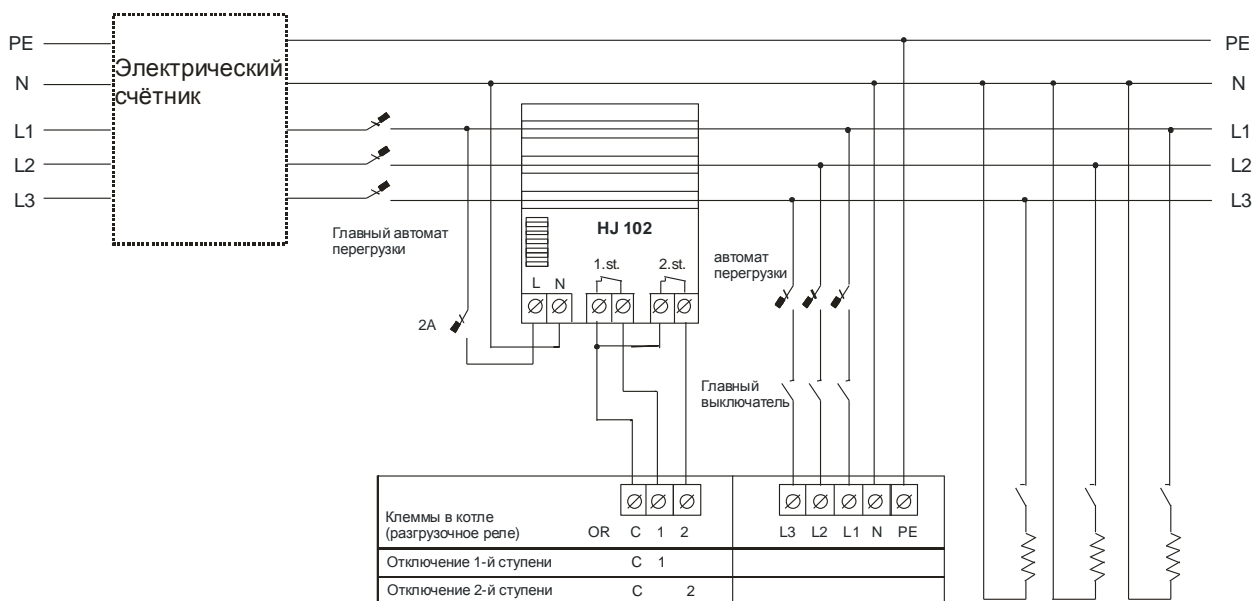 PE
PE
Электрический
счётник
N
N
L1
L1
L2
L2
L3
L3
Главный автомат
перегрузки
HJ 102
1.st.
2.st.
автомат
перегрузки
L N
2A
Главный
выключатель
Клеммы в котле
(разгрузочное реле)
OR C 1 2
L3 L2 L1 N PE
Отключение 1-й ступени
C 1
Отключение 2-й ступени
C 2